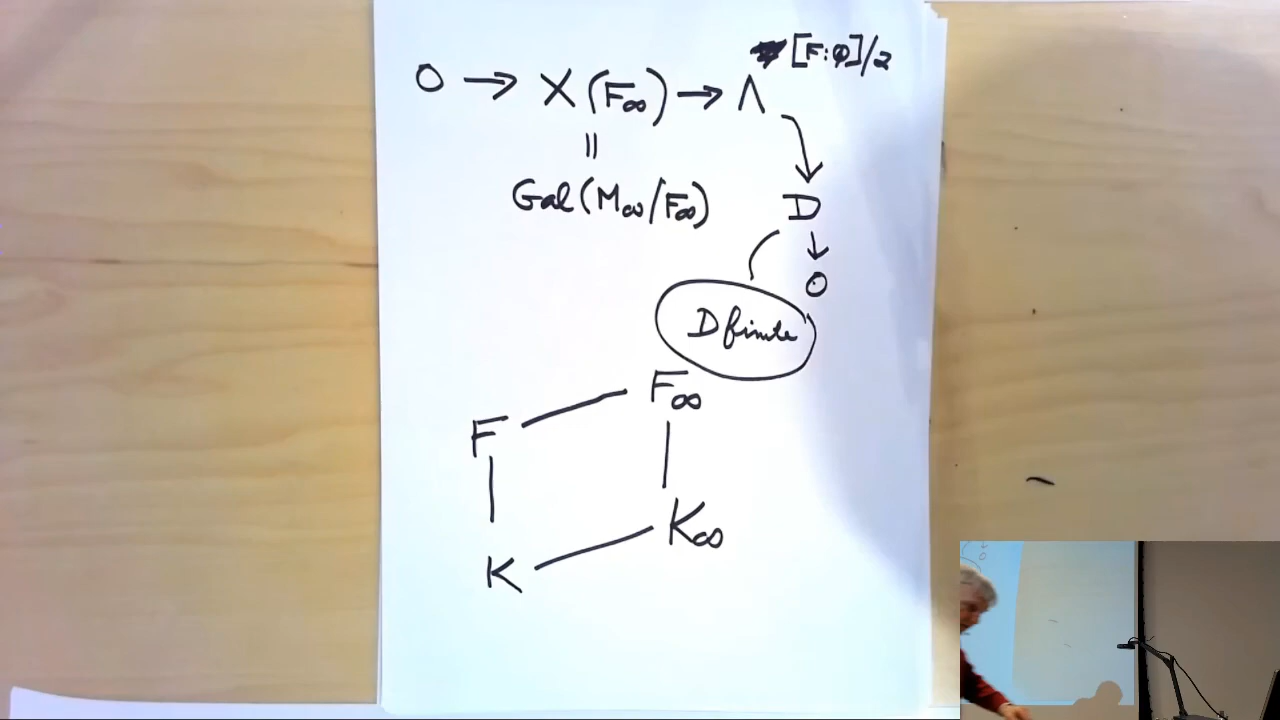 0 → X(F∞) → Λ [F:Q]/2
||
Gal(M∞/F∞) D
↓
0
D finite
F∞
F
K∞
K